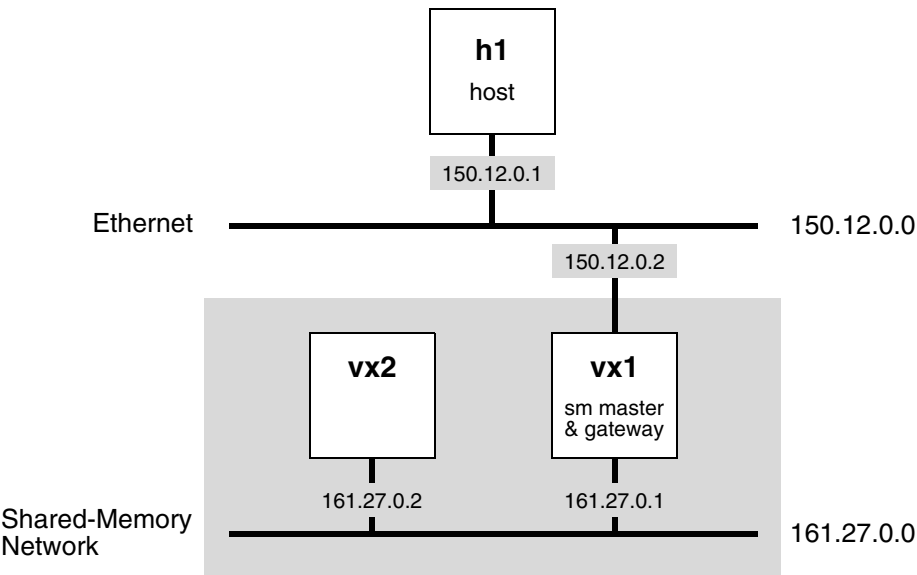 h1
host
150.12.0.1
Ethernet
150.12.0.0
150.12.0.2
vx2
vx1
sm master
& gateway
161.27.0.2
161.27.0.1
Shared-Memory
Network
161.27.0.0